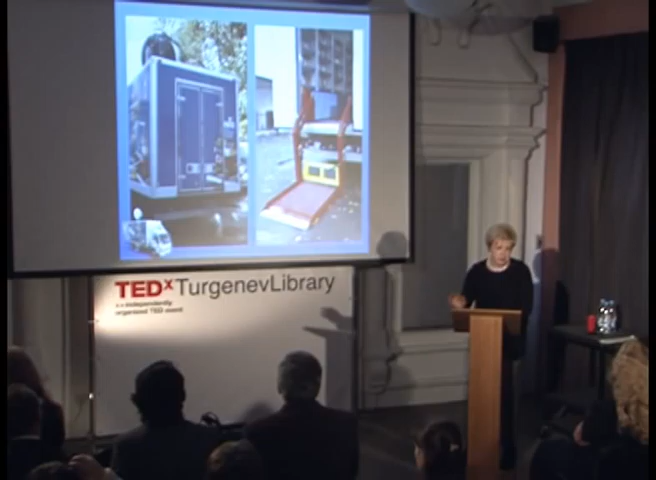 TEDxTurgenevLibrary
x = independently
organized TED event